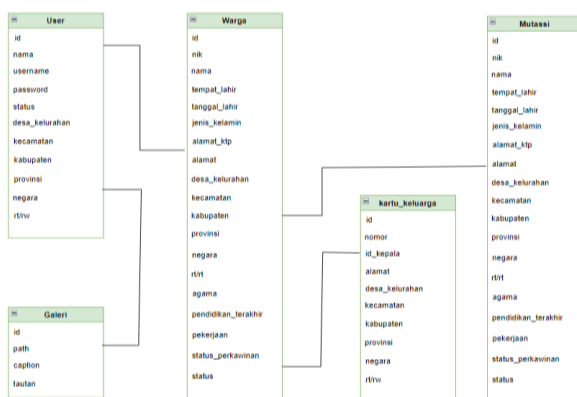 User
id
nama
username
password
status
desa_kelurahan
kecamatan
kabupaten
provinsi
negara
rt/rw
Galeri
id
path
caption
tautan
Warga
id
nik
nama
tempat_lahir
tanggal_lahir
jenis_kelamin
alamat_ktp
alamat
desa_kelurahan
kecamatan
kabupaten
provinsi
negara
rt/rt
agama
pendidikan_terakhir
pekerjaan
status_perkawinan
status
kartu_keluarga
id
nomor
id_kepala
alamat
desa_kelurahan
kecamatan
kabupaten
provinsi
negara
rt/rw
Mutassi
id
nik
nama
tempat_lahir
tanggal_lahir
jenis_kelamin
alamat_ktp
alamat
desa_kelurahan
kecamatan
kabupaten
provinsi
negara
rt/rt
agama
pendidikan_terakhir
pekerjaan
status_perkawinan
status